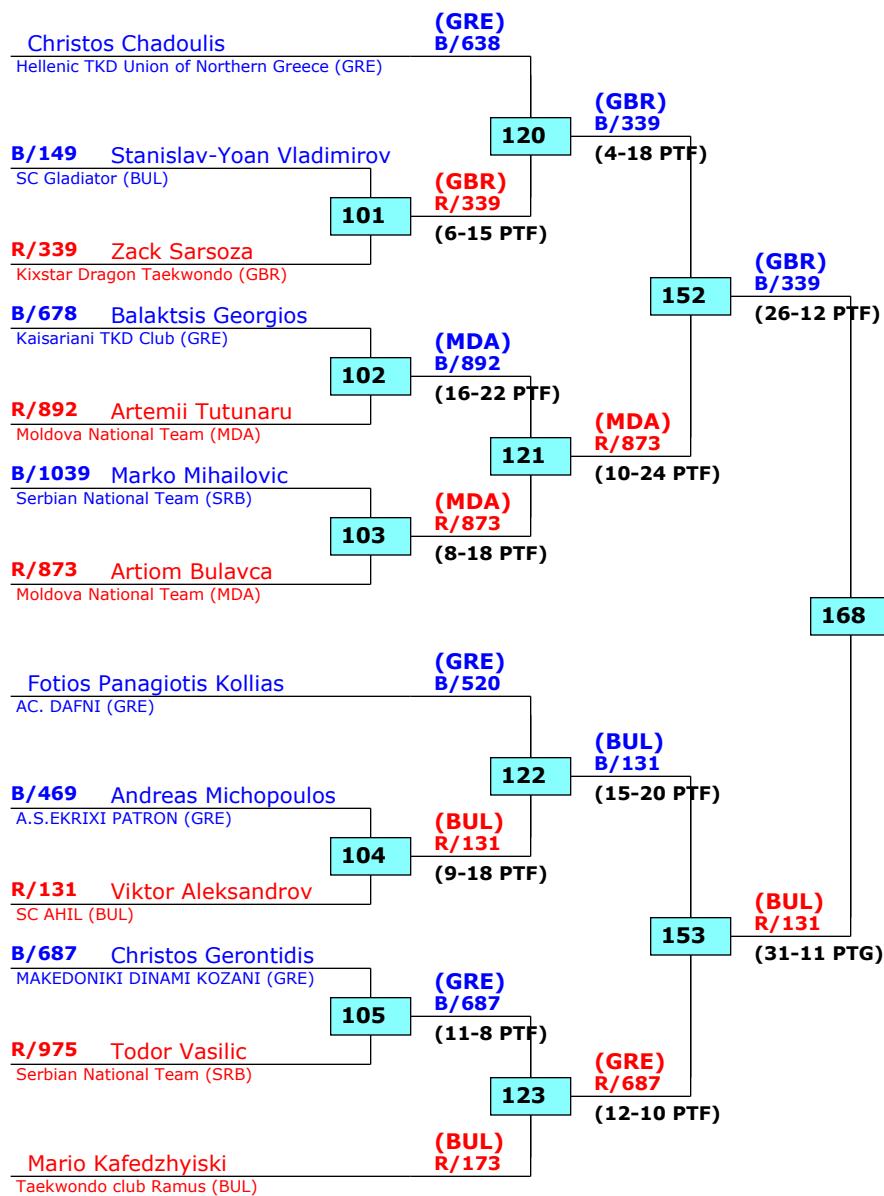 (GRE)
Christos Chadoulis
B/638
Hellenic TKD Union of Northern Greece (GRE)
(GBR)
B/339
120
(4-18 PTF)
B/149 Stanislav-Yoan Vladimirov
SC Gladiator (BUL)
(GBR)
R/339
101
(6-15 PTF)
R/339 Zack Sarsoza
Kixstar Dragon Taekwondo (GBR)
(GBR)
B/339
152
(26-12 PTF)
B/678 Balaktsis Georgios
Kaisariani TKD Club (GRE)
(MDA)
B/892
102
(16-22 PTF)
R/892 Artemii Tutunaru
Moldova National Team (MDA)
(MDA)
R/873
121
(10-24 PTF)
B/1039 Marko Mihailovic
Serbian National Team (SRB)
(MDA)
R/873
103
(8-18 PTF)
R/873 Artiom Bulavca
Moldova National Team (MDA)
168
(GRE)
Fotios Panagiotis Kollias
B/520
AC. DAFNI (GRE)
(BUL)
B/131
122
(15-20 PTF)
B/469 Andreas Michopoulos
A.S.EKRIXI PATRON (GRE)
(BUL)
R/131
104
(9-18 PTF)
R/131 Viktor Aleksandrov
SC AHIL (BUL)
(BUL)
R/131
153
(31-11 PTG)
B/687 Christos Gerontidis
MAKEDONIKI DINAMI KOZANI (GRE)
(GRE)
B/687
105
(11-8 PTF)
R/975 Todor Vasilic
Serbian National Team (SRB)
(GRE)
R/687
123
(12-10 PTF)
(BUL)
Mario Kafedzhyiski
R/173
Taekwondo club Ramus (BUL)